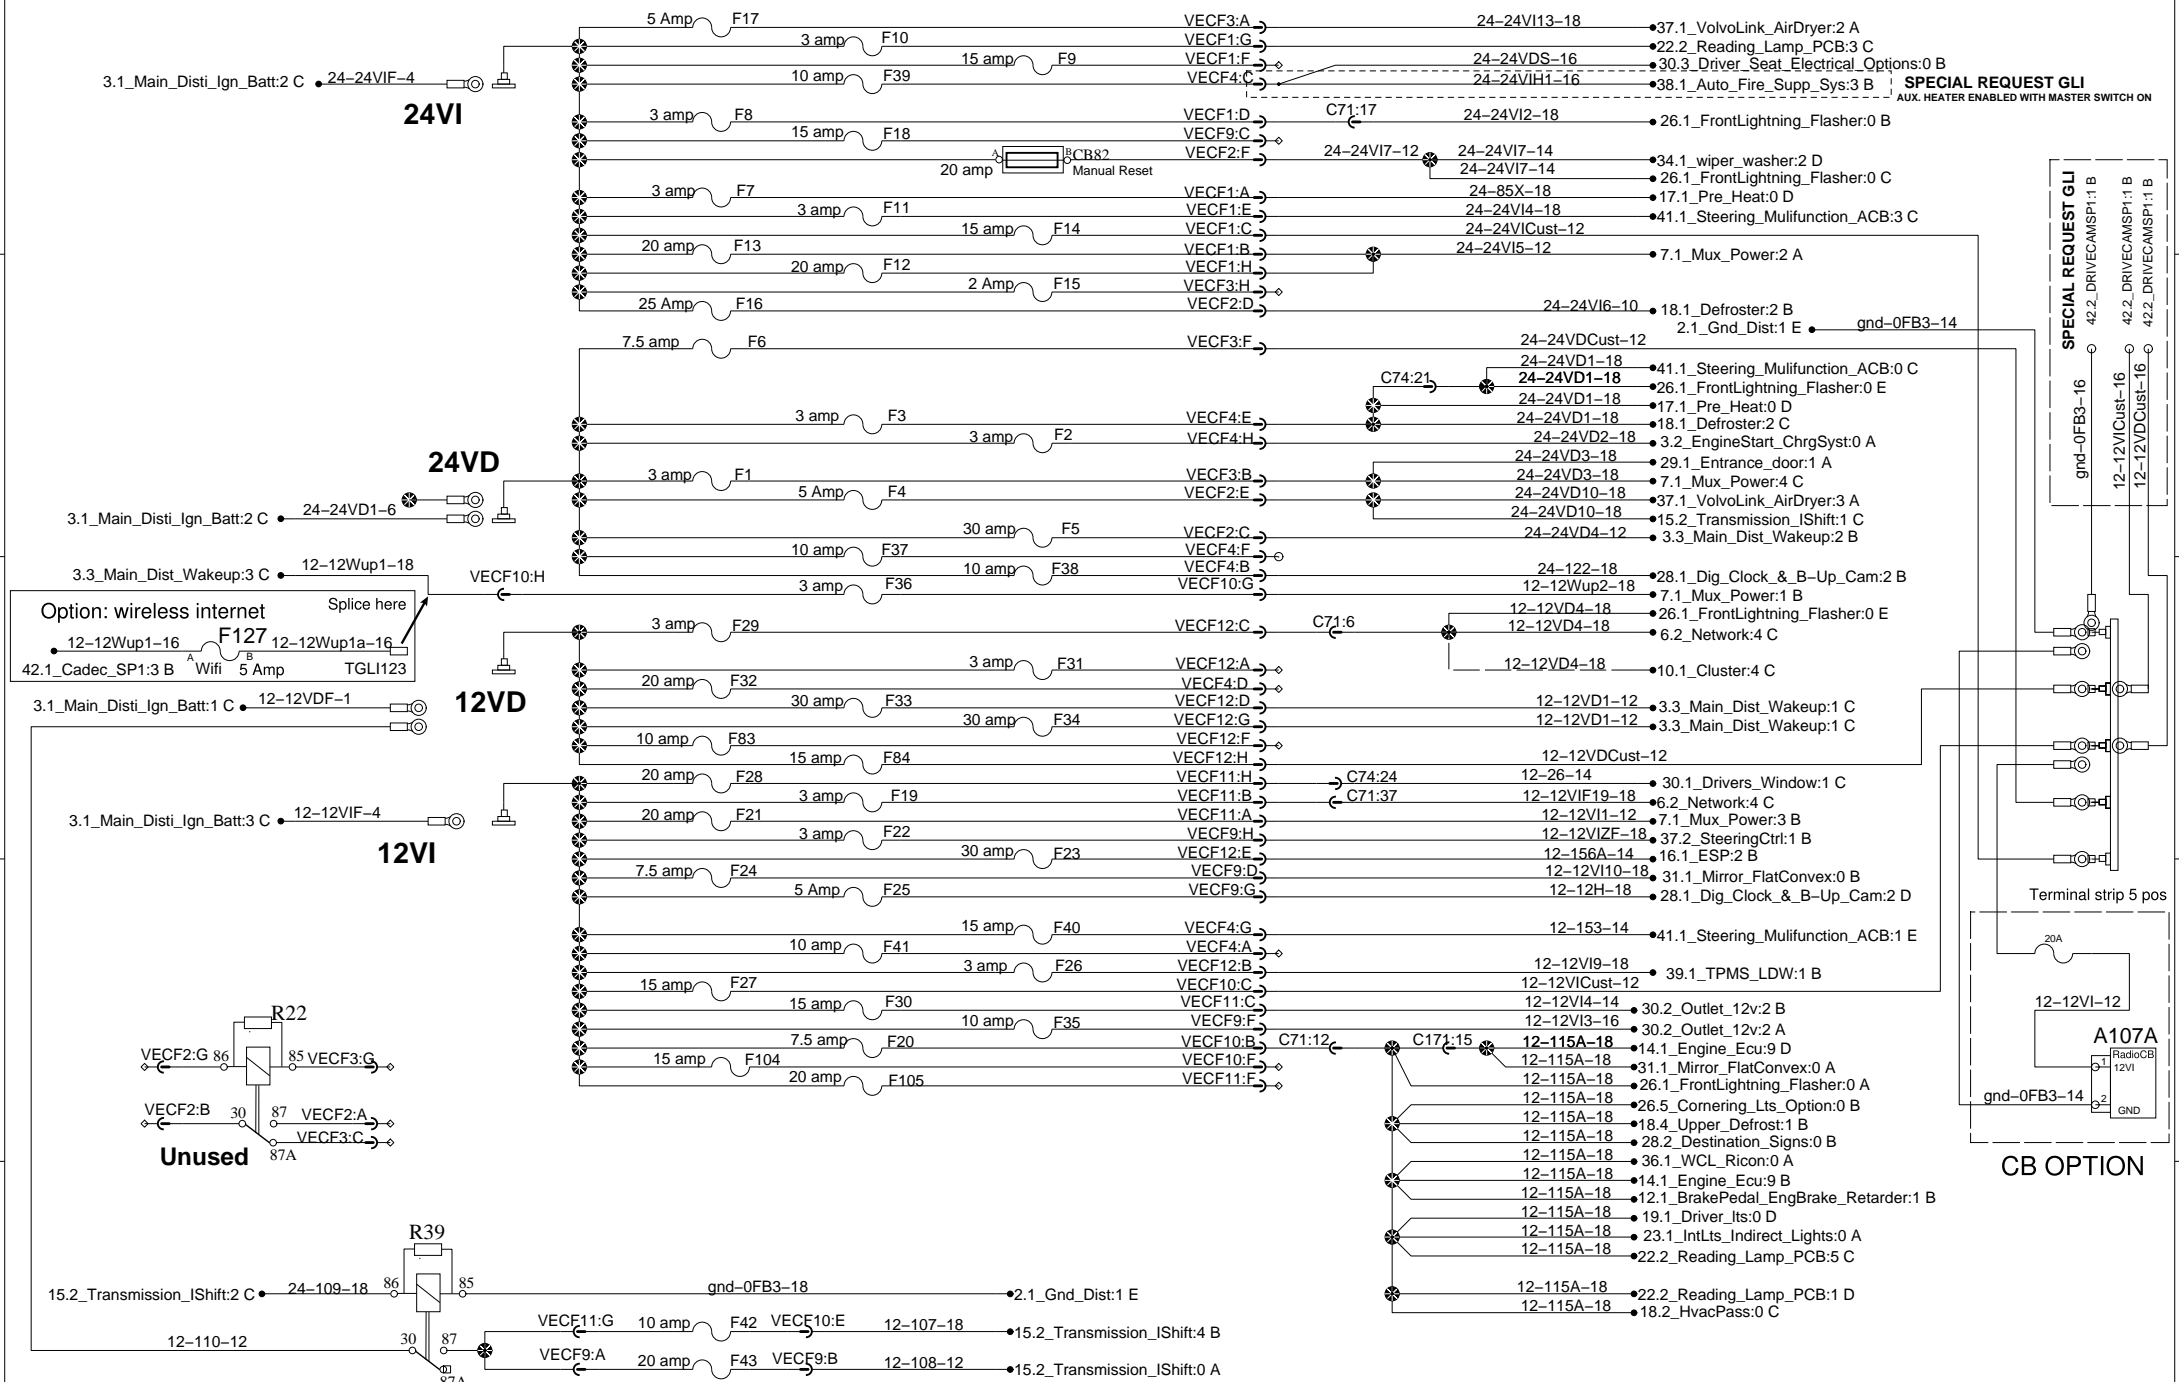 5 Amp F17 VECF3:A 24-24VI13-18 37.1_VolvoLink_AirDryer:2 A
3 amp F10 VECF1:G 22.2_Reading_Lamp_PCB:3 C
15 amp F9 VECF1:F 24-24VDS-16 30.3_Driver_Seat_Electrical_Options:0 B
3.1_Main_Disti_Ign_Batt:2 C 24-24VIF-4 10 amp F39 VECF4:C 24-24VIH1-16 38.1_Auto_Fire_Supp_Sys:3 B SPECIAL REQUEST GLI
AUX. HEATER ENABLED WITH MASTER SWITCH ON
24VI
3 amp F8 VECF1:D C71:17 24-24VI2-18 26.1_FrontLightning_Flasher:0 B
15 amp F18 VECF9:C
20 amp A B CB82 Manual Reset VECF2:F 24-24VI7-12 24-24VI7-14 34.1_wiper_washer:2 D
24-24VI7-14 26.1_FrontLightning_Flasher:0 C
3 amp F7 VECF1:A 24-85X-18 17.1_Pre_Heat:0 D
3 amp F11 VECF1:E 24-24VI4-18 41.1_Steering_Mulifunction_ACB:3 C
15 amp F14 VECF1:C 24-24VICust-12
20 amp F13 VECF1:B 24-24VI5-12 7.1_Mux_Power:2 A
20 amp F12 VECF1:H
2 Amp F15 VECF3:H
25 Amp F16 VECF2:D 24-24VI6-10 18.1_Defroster:2 B
2.1_Gnd_Dist:1 E gnd-0FB3-14
SPECIAL REQUEST GLI
42.2_DRIVECAMSP1:1 B
42.2_DRIVECAMSP1:1 B
42.2_DRIVECAMSP1:1 B
gnd-0FB3-16
12-12VICust-16
12-12VDCust-16
7.5 amp F6 VECF3:F 24-24VDCust-12
24-24VD1-18 41.1_Steering_Mulifunction_ACB:0 C
C74:21 24-24VD1-18 26.1_FrontLightning_Flasher:0 E
24-24VD1-18 17.1_Pre_Heat:0 D
3 amp F3 VECF4:E 24-24VD1-18 18.1_Defroster:2 C
3 amp F2 VECF4:H 24-24VD2-18 3.2_EngineStart_ChrgSyst:0 A
24VD
24-24VD3-18 29.1_Entrance_door:1 A
3 amp F1 VECF3:B 24-24VD3-18 7.1_Mux_Power:4 C
5 Amp F4 VECF2:E 24-24VD10-18 37.1_VolvoLink_AirDryer:3 A
3.1_Main_Disti_Ign_Batt:2 C 24-24VD1-6 24-24VD10-18 15.2_Transmission_IShift:1 C
30 amp F5 VECF2:C 24-24VD4-12 3.3_Main_Dist_Wakeup:2 B
10 amp F37 VECF4:F
10 amp F38 VECF4:B 24-122-18 28.1_Dig_Clock_&_B-Up_Cam:2 B
3.3_Main_Dist_Wakeup:3 C 12-12Wup1-18 VECF10:H 3 amp F36 VECF10:G 12-12Wup2-18 7.1_Mux_Power:1 B
Option: wireless internet Splice here
12-12Wup1-16 F127 12-12Wup1a-16
A B
42.1_Cadec_SP1:3 B Wifi 5 Amp TGLI123
12-12VD4-18 26.1_FrontLightning_Flasher:0 E
3 amp F29 VECF12:C C71:6 12-12VD4-18 6.2_Network:4 C
3 amp F31 VECF12:A 12-12VD4-18 10.1_Cluster:4 C
20 amp F32 VECF4:D
12VD
3.1_Main_Disti_Ign_Batt:1 C 12-12VDF-1 30 amp F33 VECF12:D 12-12VD1-12 3.3_Main_Dist_Wakeup:1 C
30 amp F34 VECF12:G 12-12VD1-12 3.3_Main_Dist_Wakeup:1 C
10 amp F83 VECF12:F
15 amp F84 VECF12:H 12-12VDCust-12
20 amp F28 VECF11:H C74:24 12-26-14 30.1_Drivers_Window:1 C
3 amp F19 VECF11:B C71:37 12-12VIF19-18 6.2_Network:4 C
3.1_Main_Disti_Ign_Batt:3 C 12-12VIF-4 20 amp F21 VECF11:A 12-12VI1-12 7.1_Mux_Power:3 B
3 amp F22 VECF9:H 12-12VIZF-18 37.2_SteeringCtrl:1 B
12VI
30 amp F23 VECF12:E 12-156A-14 16.1_ESP:2 B
7.5 amp F24 VECF9:D 12-12VI10-18 31.1_Mirror_FlatConvex:0 B
5 Amp F25 VECF9:G 12-12H-18 28.1_Dig_Clock_&_B-Up_Cam:2 D
Terminal strip 5 pos
15 amp F40 VECF4:G 12-153-14 41.1_Steering_Mulifunction_ACB:1 E
10 amp F41 VECF4:A
3 amp F26 VECF12:B 12-12VI9-18 39.1_TPMS_LDW:1 B
15 amp F27 VECF10:C 12-12VICust-12
15 amp F30 VECF11:C 12-12VI4-14 30.2_Outlet_12v:2 B
10 amp F35 VECF9:F 12-12VI3-16 30.2_Outlet_12v:2 A
7.5 amp F20 VECF10:B C71:12 C171:15 12-115A-18 14.1_Engine_Ecu:9 D
15 amp F104 VECF10:F 12-115A-18 31.1_Mirror_FlatConvex:0 A
20 amp F105 VECF11:F 12-115A-18 26.1_FrontLightning_Flasher:0 A
12-115A-18 26.5_Cornering_Lts_Option:0 B
12-115A-18 18.4_Upper_Defrost:1 B
12-115A-18 28.2_Destination_Signs:0 B
12-115A-18 36.1_WCL_Ricon:0 A
12-115A-18 14.1_Engine_Ecu:9 B
12-115A-18 12.1_BrakePedal_EngBrake_Retarder:1 B
12-115A-18 19.1_Driver_lts:0 D
12-115A-18 23.1_IntLts_Indirect_Lights:0 A
12-115A-18 22.2_Reading_Lamp_PCB:5 C
12-115A-18 22.2_Reading_Lamp_PCB:1 D
12-115A-18 18.2_HvacPass:0 C
20A
12-12VI-12
A107A
RadioCB
1 12VI
gnd-0FB3-14 2 GND
CB OPTION
R22
VECF2:G 86 85 VECF3:G
VECF2:B 30 87 VECF2:A
VECF3:C
87A
Unused
R39
15.2_Transmission_IShift:2 C 24-109-18 86 85 gnd-0FB3-18 2.1_Gnd_Dist:1 E
VECF11:G 10 amp F42 VECF10:E 12-107-18 15.2_Transmission_IShift:4 B
12-110-12 30 87
VECF9:A 20 amp F43 VECF9:B 12-108-12 15.2_Transmission_IShift:0 A
87A